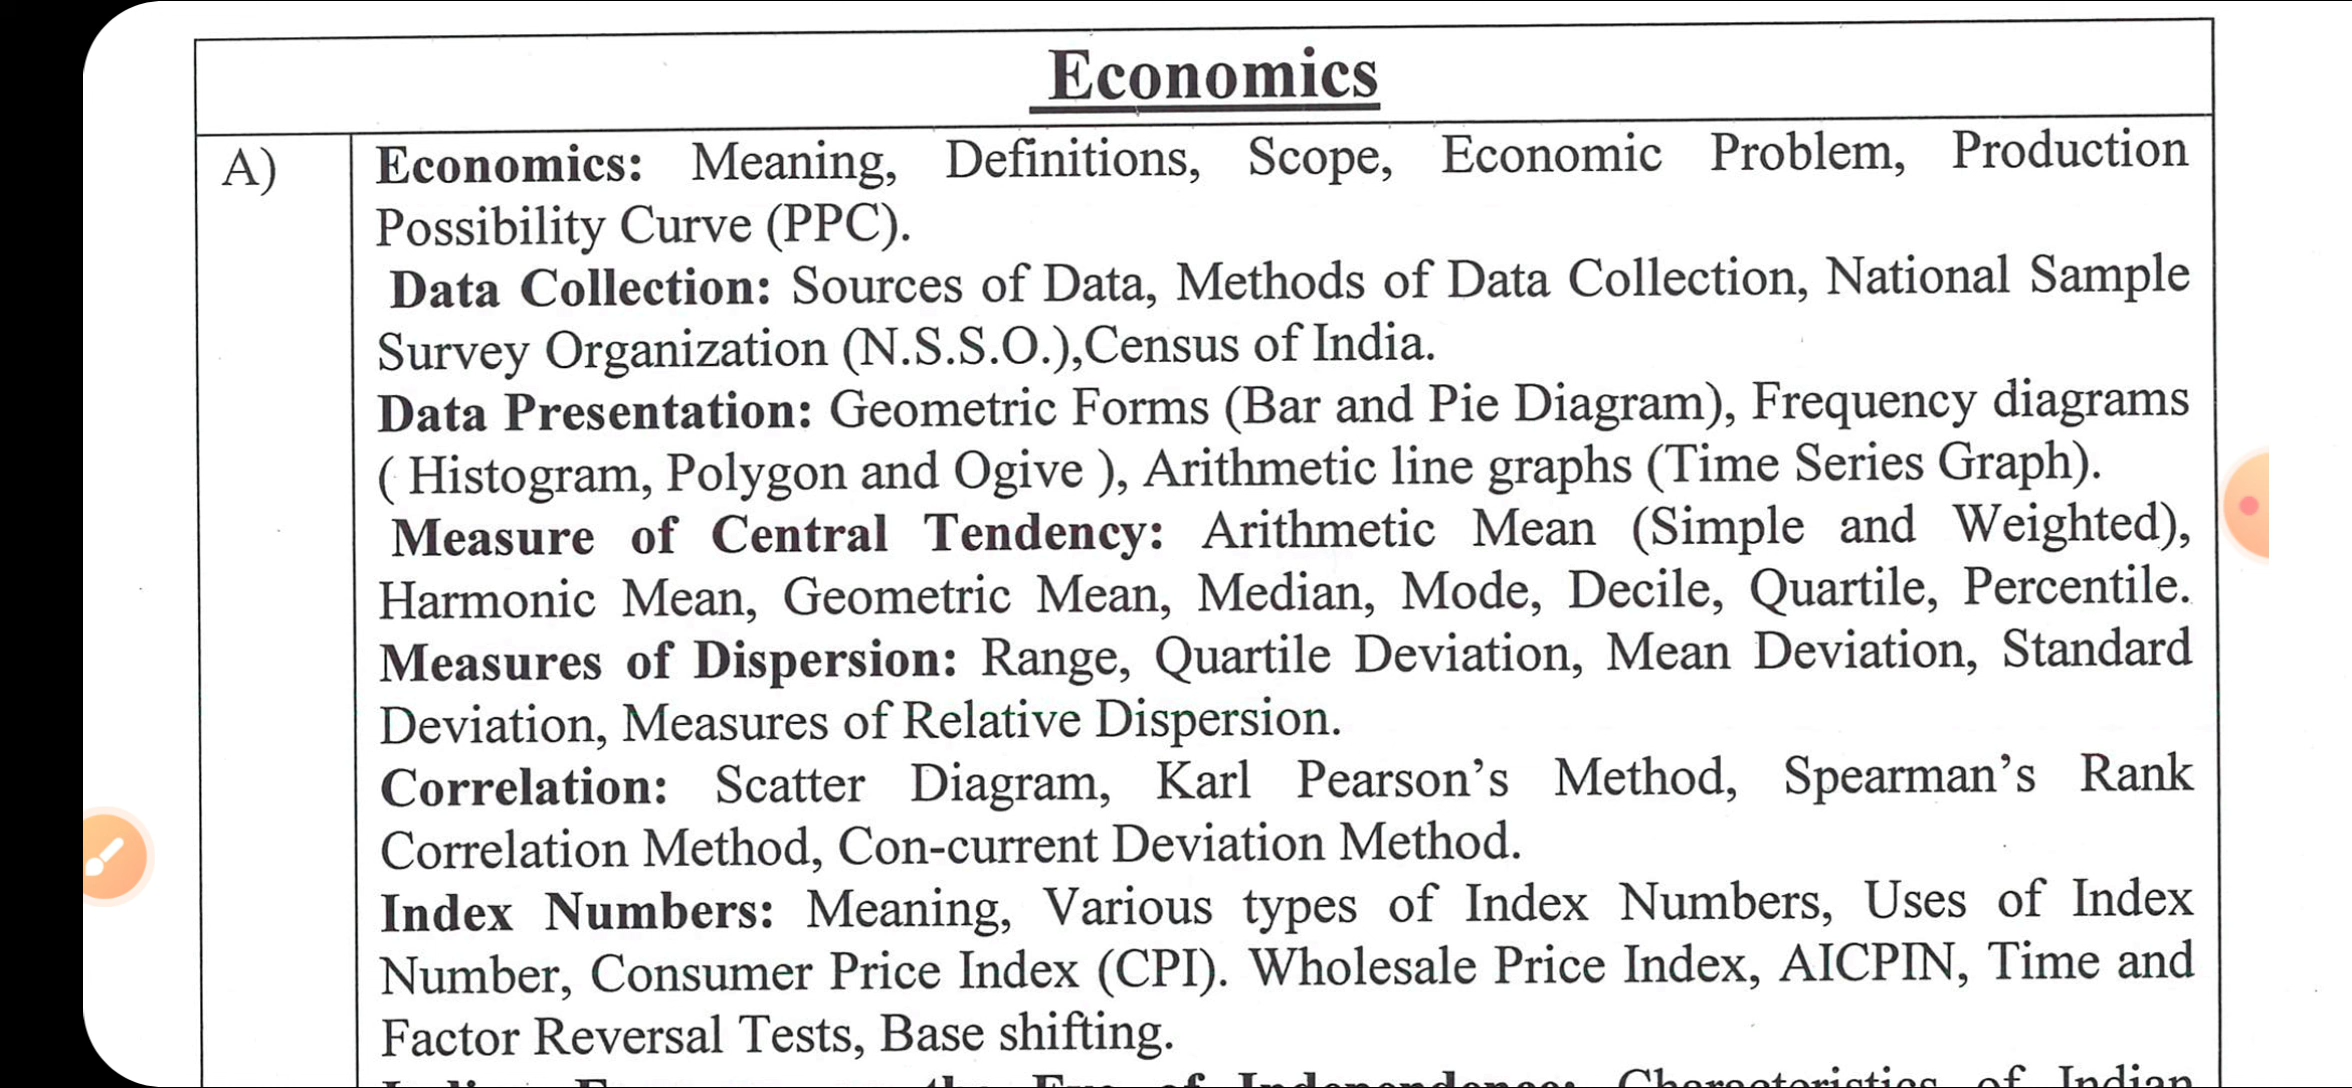 Economics
A) Economics: Meaning, Definitions, Scope, Economic Problem, Production
Possibility Curve (PPC).
Data Collection: Sources of Data, Methods of Data Collection, National Sample
Survey Organization (N.S.S.O.),Census of India.
Data Presentation: Geometric Forms (Bar and Pie Diagram), Frequency diagrams
( Histogram, Polygon and Ogive ), Arithmetic line graphs (Time Series Graph).
Measure of Central Tendency: Arithmetic Mean (Simple and Weighted),
Harmonic Mean, Geometric Mean, Median, Mode, Decile, Quartile, Percentile.
Measures of Dispersion: Range, Quartile Deviation, Mean Deviation, Standard
Deviation, Measures of Relative Dispersion.
Correlation: Scatter Diagram, Karl Pearson’s Method, Spearman’s Rank
Correlation Method, Con-current Deviation Method.
Index Numbers: Meaning, Various types of Index Numbers, Uses of Index
Number, Consumer Price Index (CPI). Wholesale Price Index, AICPIN, Time and
Factor Reversal Tests, Base shifting.
of Independence: Characteristics of Indian